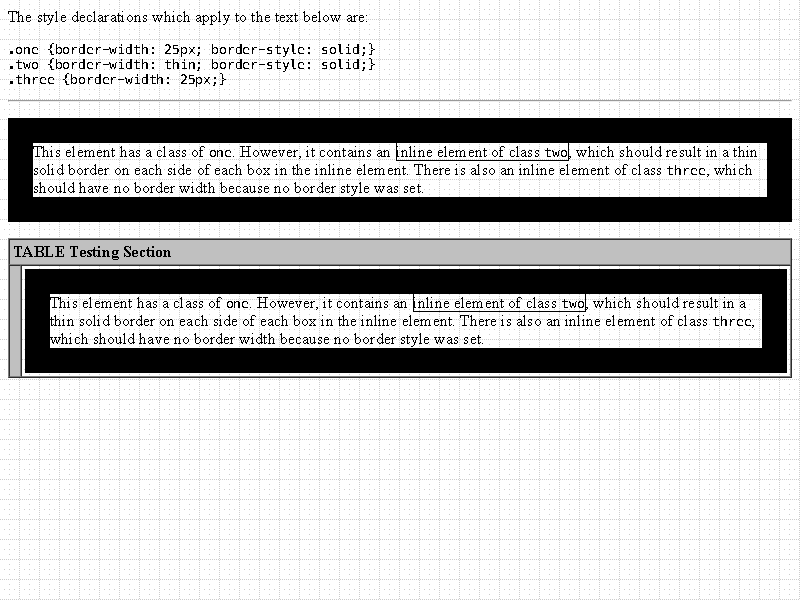 The style declarations which apply to the text below are:
.one {border-width: 25px; border-style: solid;}
.two {border-width: thin; border-style: solid;}
.three {border-width: 25px;}
This element has a class of one. However, it contains an inline element of class two, which should result in a thin
solid border on each side of each box in the inline element. There is also an inline element of class three, which
should have no border width because no border style was set.
TABLE Testing Section
This element has a class of one. However, it contains an inline element of class two, which should result in a
thin solid border on each side of each box in the inline element. There is also an inline element of class three,
which should have no border width because no border style was set.